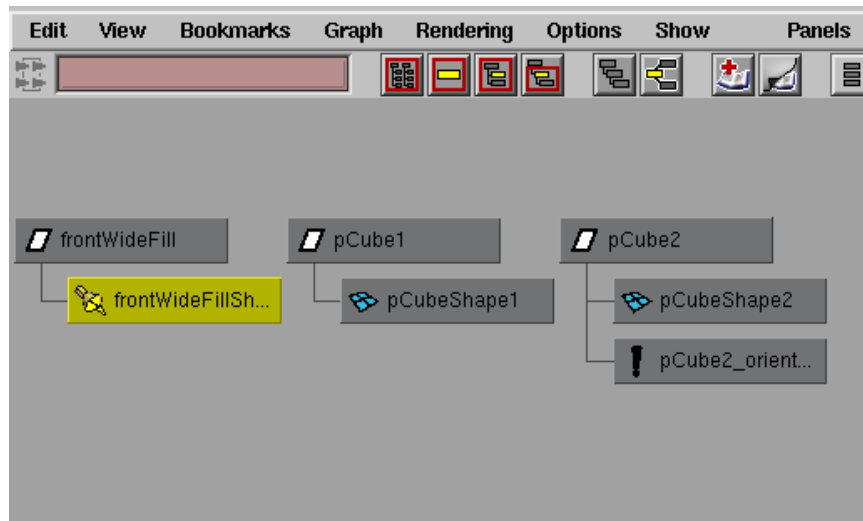 Edit View Bookmarks Graph Rendering Options Show Panels
frontWideFill pCube1 pCube2
frontWideFillSh... pCubeShape1 pCubeShape2
pCube2_orient...